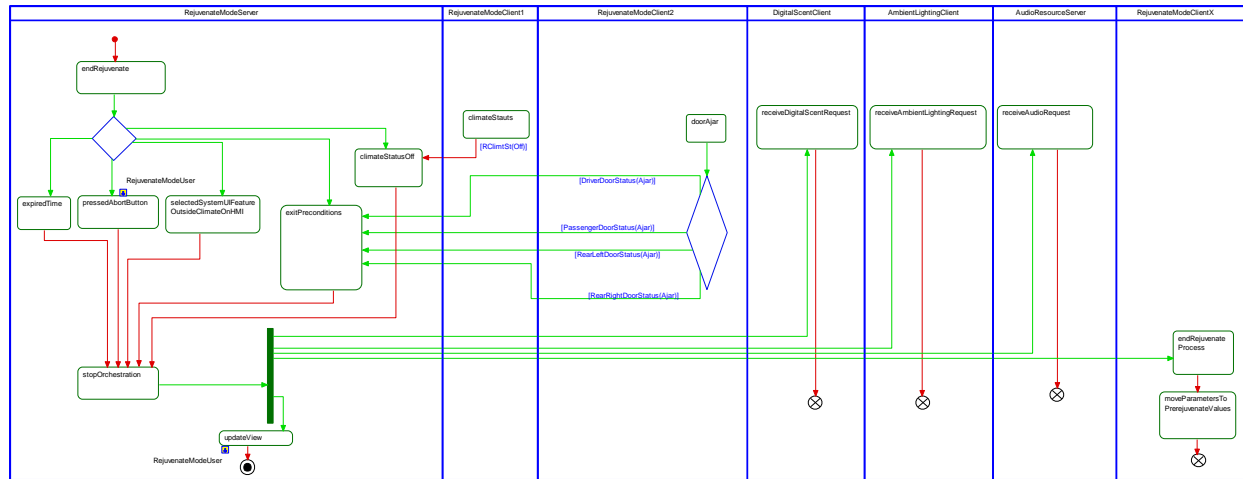 RejuvenateModeServer
RejuvenateModeClient1
RejuvenateModeClient2
DigitalScentClient
AmbientLightingClient
AudioResourceServer
RejuvenateModeClientX
endRejuvenate
climateStauts
[RClimtSt(Off)]
doorAjar
receiveDigitalScentRequest
receiveAmbientLightingRequest
receiveAudioRequest
climateStatusOff
RejuvenateModeUser
expiredTime
pressedAbortButton
selectedSystemUIFeature
OutsideClimateOnHMI
exitPreconditions
[DriverDoorStatus(Ajar)]
[PassengerDoorStatus(Ajar)]
[RearLeftDoorStatus(Ajar)]
[RearRightDoorStatus(Ajar)]
stopOrchestration
endRejuvenate
Process
moveParametersTo
PrerejuvenateValues
updateView
RejuvenateModeUser